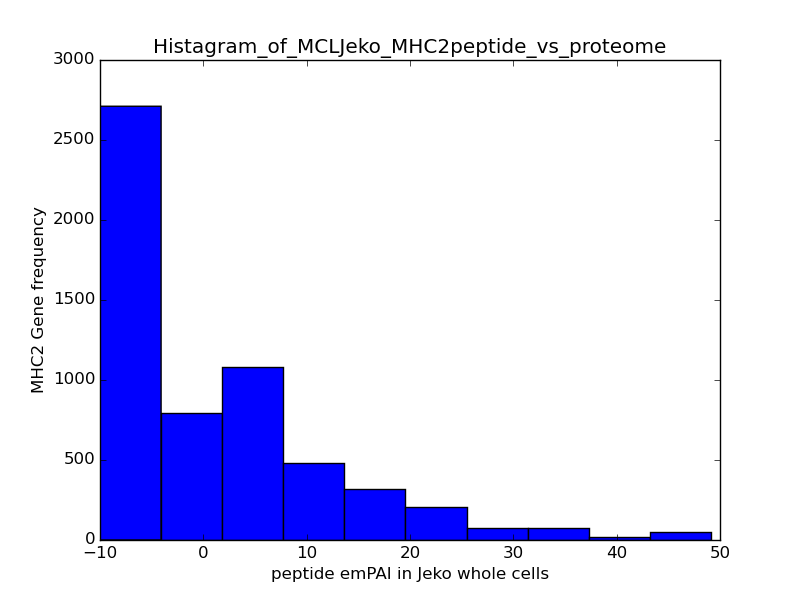 Histagram_of_MCLJeko_MHC2peptide_vs_proteome
3000
2500
2000
1500
1000
500
0
MHC2 Gene frequency
−10 0 10 20 30 40 50
peptide emPAI in Jeko whole cells